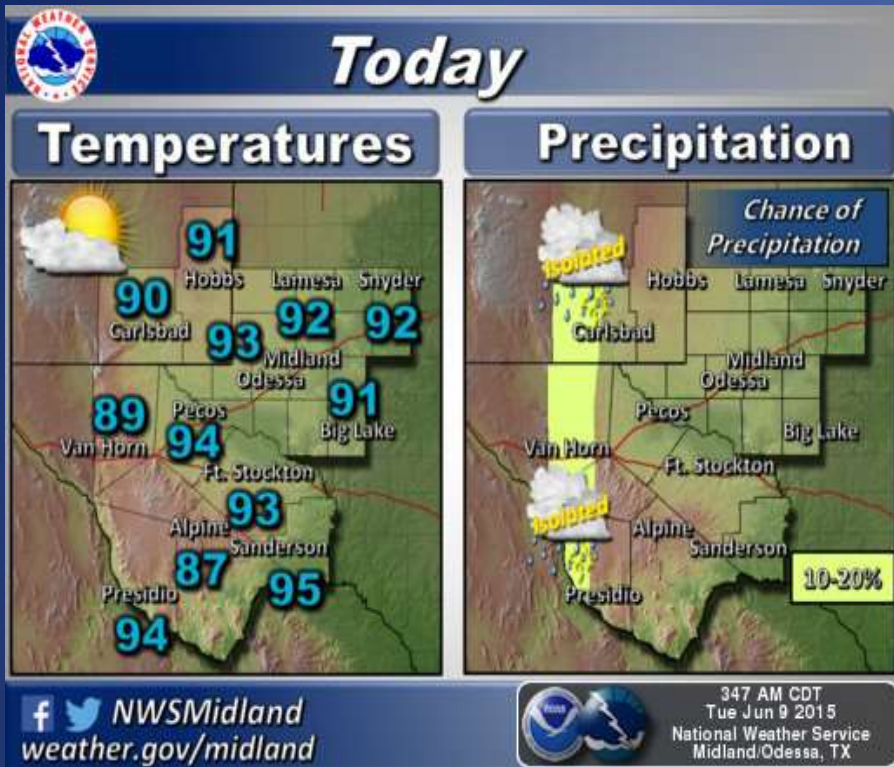 NATIONAL WEATHER SERVICE
Today
Temperatures
91
Hobbs
Lamesa
Snyder
90
Carlsbad
93
92
92
Midland
Odessa
89
Van Horn
Pecos
94
91
Big Lake
Ft. Stockton
93
Alpine
87
Sanderson
95
Presidio
94
Precipitation
Chance of
Precipitation
Isolated
Hobbs
Lamesa
Snyder
Carlsbad
Midland
Odessa
Pecos
Big Lake
Van Horn
Ft. Stockton
Isolated
Alpine
Sanderson
Presidio
10-20%
NWSMidland
weather.gov/midland
noaa
347 AM CDT
Tue Jun 9 2015
National Weather Service
Midland/Odessa, TX